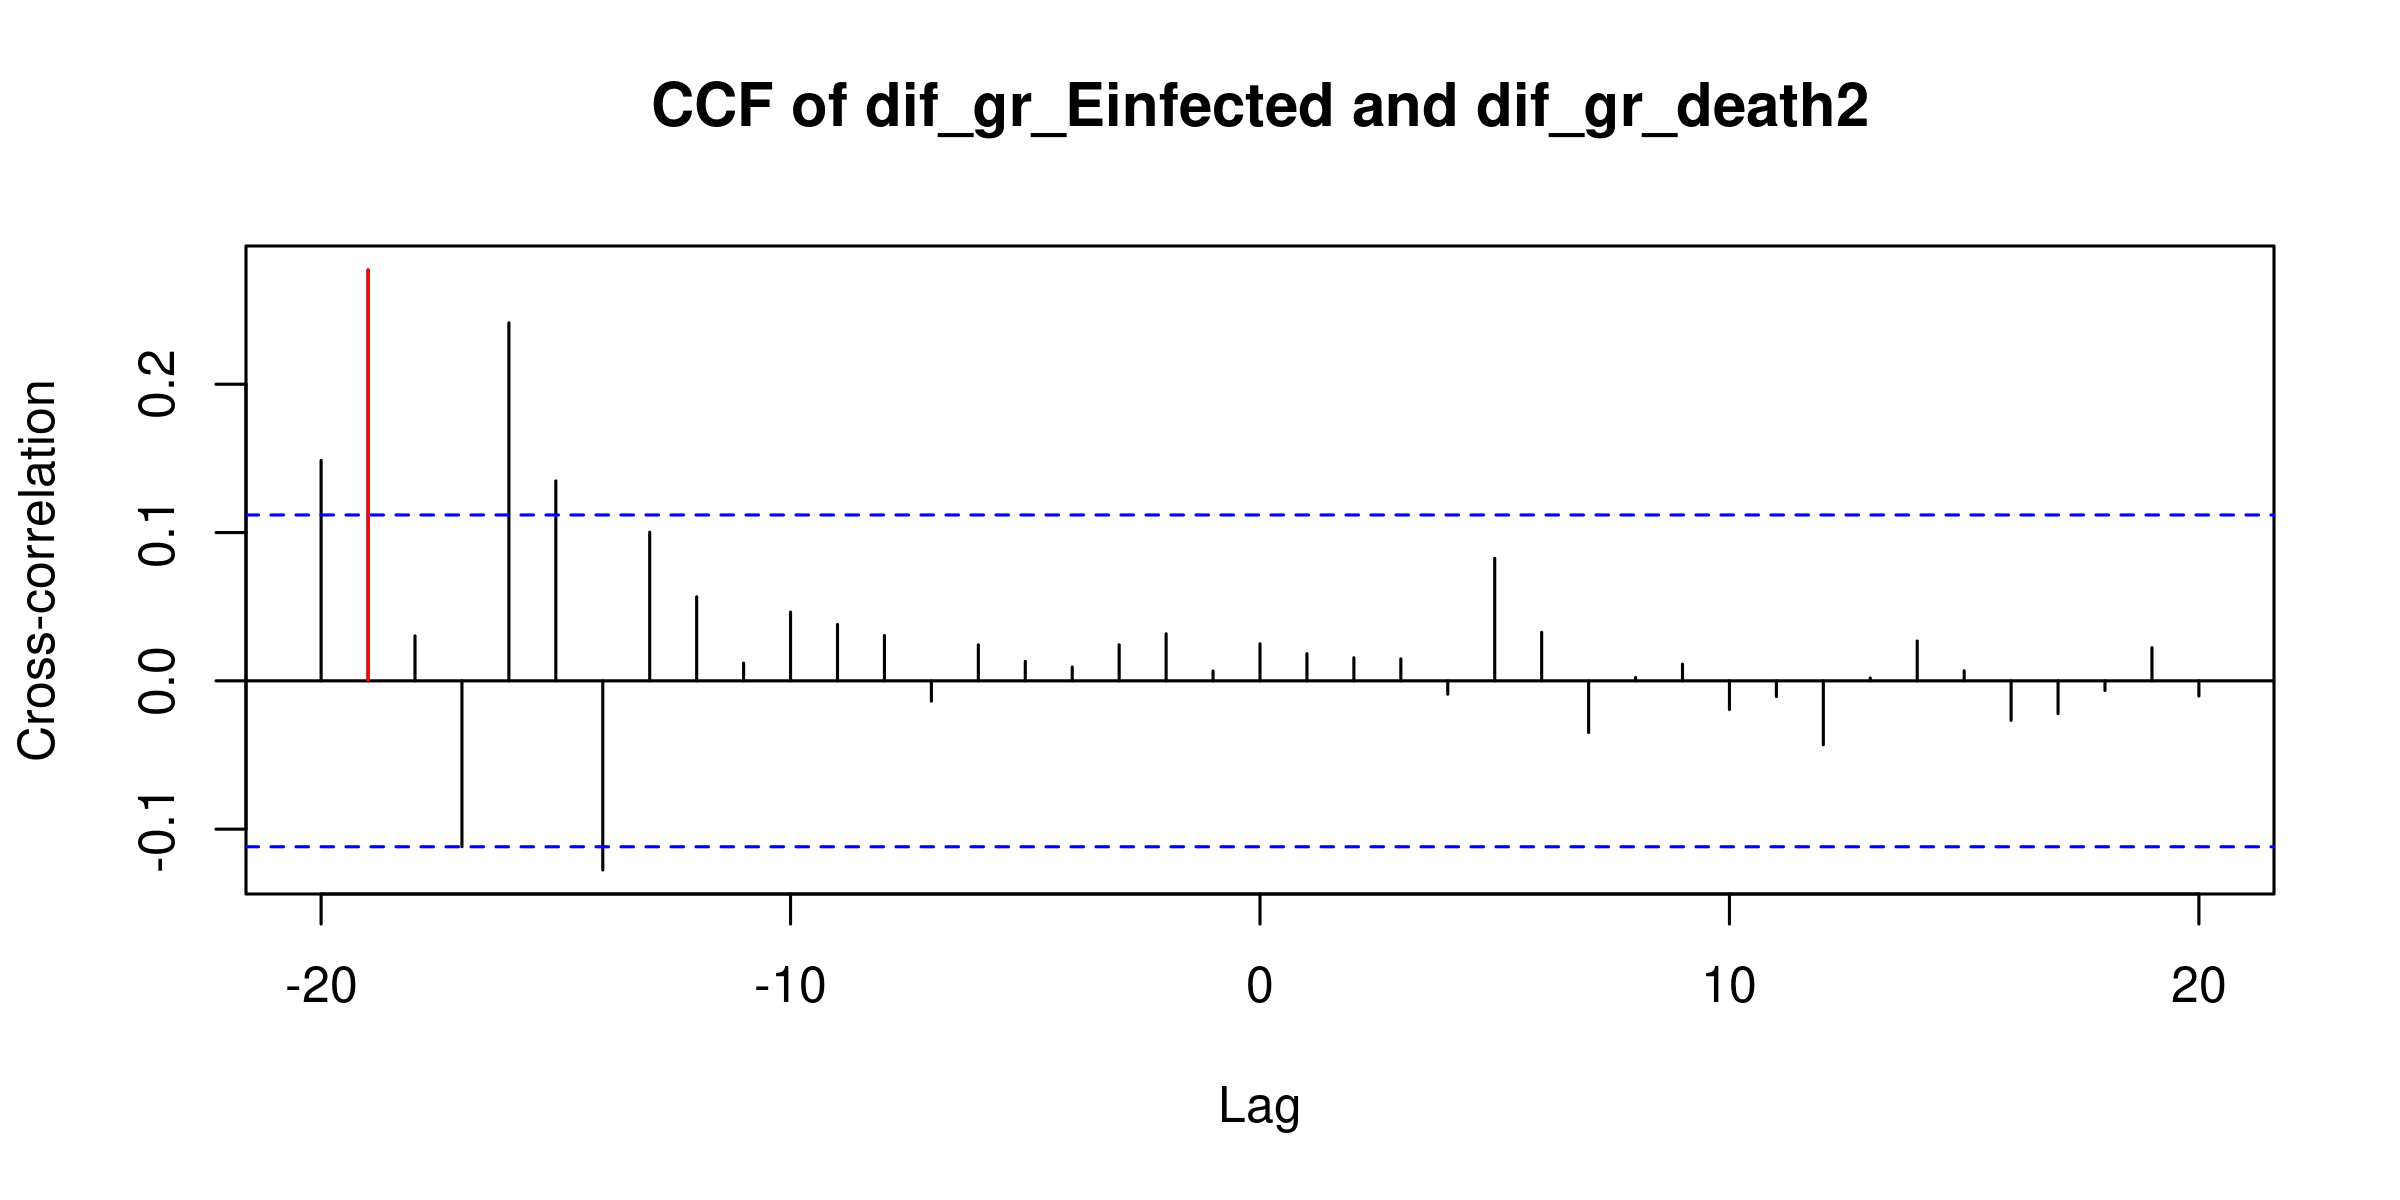 CCF of dif_gr_Einfected and dif_gr_death2
Cross-correlation
0.2
0.1
0.0
-0.1
-20 -10 0 10 20
Lag